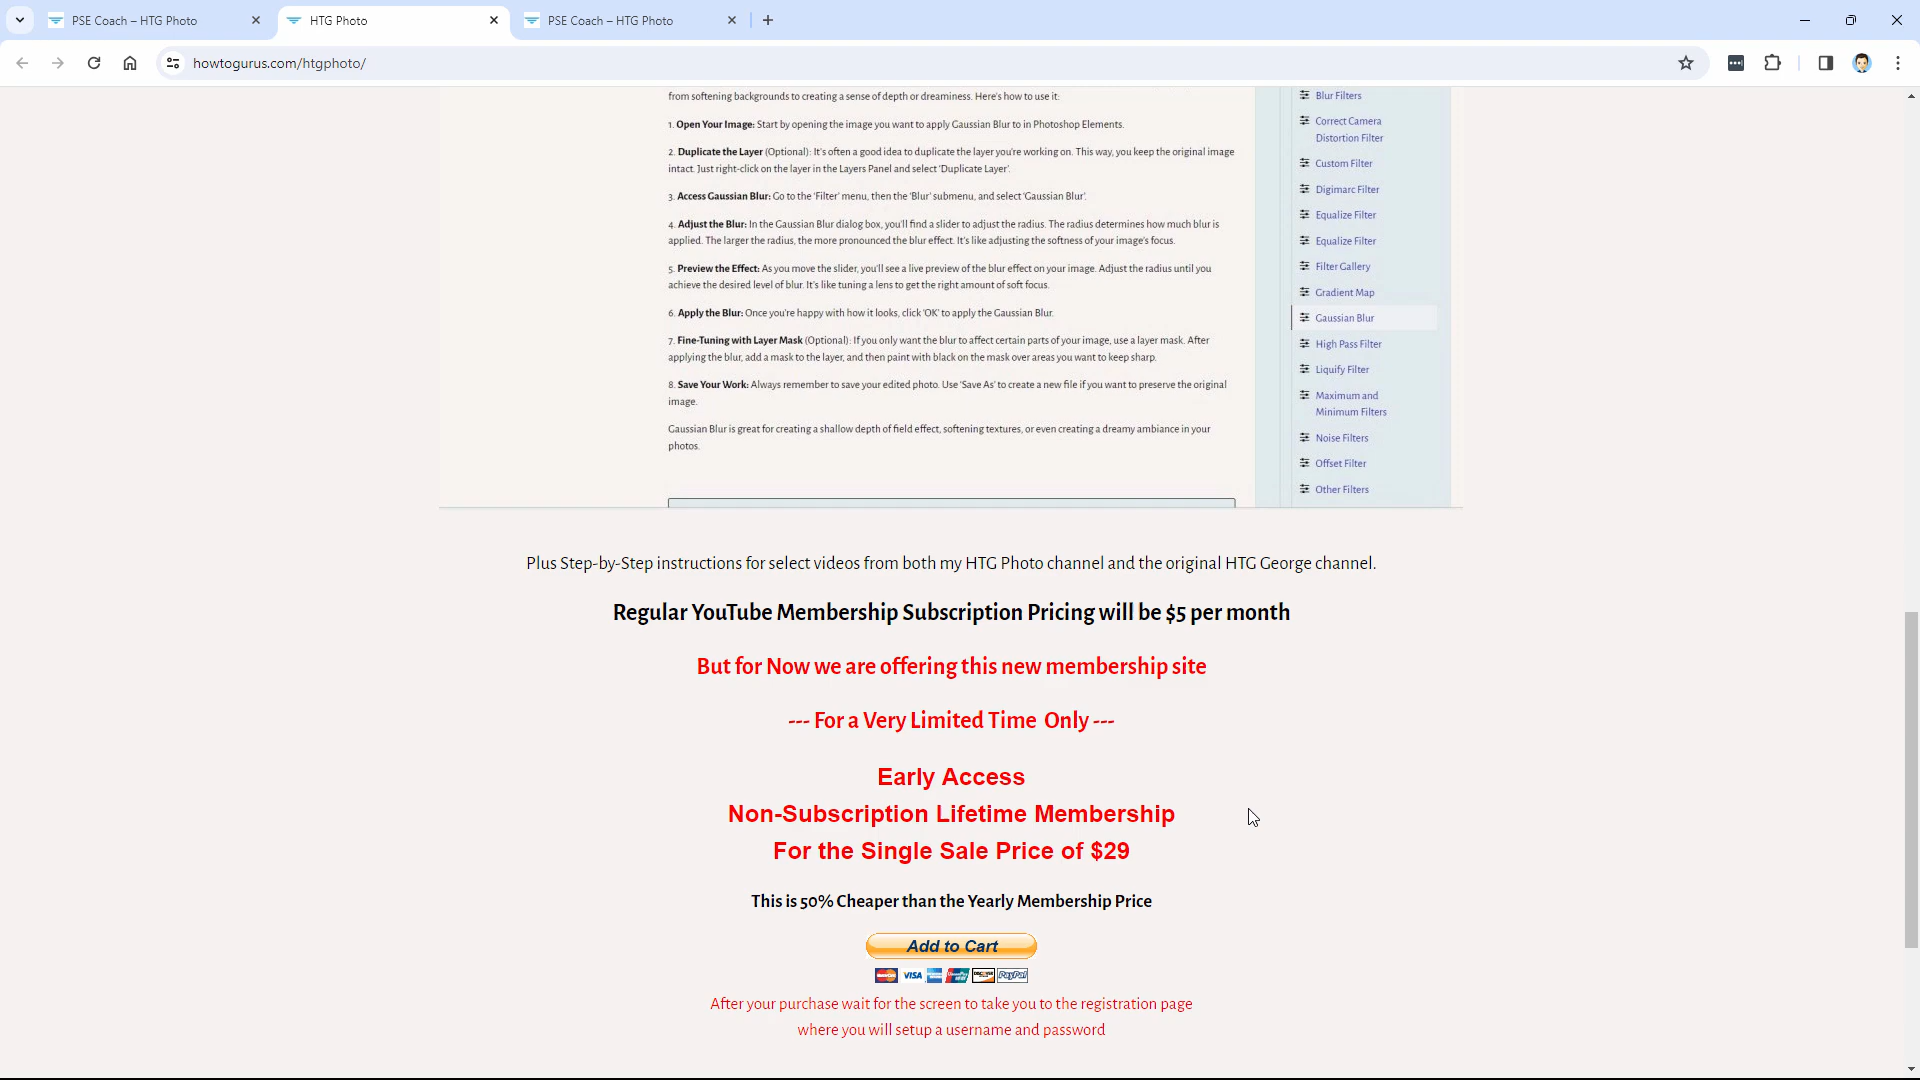 PSE Coach – HTG Photo
HTG Photo
PSE Coach – HTG Photo
howtogurus.com/htgphoto/
from softening backgrounds to creating a sense of depth or dreaminess. Here's how to use it:
1. Open Your Image: Start by opening the image you want to apply Gaussian Blur to in Photoshop Elements.
2. Duplicate the Layer (Optional): It's often a good idea to duplicate the layer you're working on. This way, you keep the original image
intact. Just right-click on the layer in the Layers Panel and select 'Duplicate Layer'.
3. Access Gaussian Blur: Go to the 'Filter' menu, then the 'Blur' submenu, and select 'Gaussian Blur'.
4. Adjust the Blur: In the Gaussian Blur dialog box, you'll find a slider to adjust the radius. The radius determines how much blur is
applied. The larger the radius, the more pronounced the blur effect. It's like adjusting the softness of your image's focus.
5. Preview the Effect: As you move the slider, you'll see a live preview of the blur effect on your image. Adjust the radius until you
achieve the desired level of blur. It's like tuning a lens to get the right amount of soft focus.
6. Apply the Blur: Once you're happy with how it looks, click 'OK' to apply the Gaussian Blur.
7. Fine-Tuning with Layer Mask (Optional): If you only want the blur to affect certain parts of your image, use a layer mask. After
applying the blur, add a mask to the layer, and then paint with black on the mask over areas you want to keep sharp.
8. Save Your Work: Always remember to save your edited photo. Use 'Save As' to create a new file if you want to preserve the original
image.
Gaussian Blur is great for creating a shallow depth of field effect, softening textures, or even creating a dreamy ambiance in your
photos.
Blur Filters
Correct Camera
Distortion Filter
Custom Filter
Digimarc Filter
Equalize Filter
Equalize Filter
Filter Gallery
Gradient Map
Gaussian Blur
High Pass Filter
Liquify Filter
Maximum and
Minimum Filters
Noise Filters
Offset Filter
Other Filters
Plus Step-by-Step instructions for select videos from both my HTG Photo channel and the original HTG George channel.
Regular YouTube Membership Subscription Pricing will be $5 per month
But for Now we are offering this new membership site
--- For a Very Limited Time Only ---
Early Access
Non-Subscription Lifetime Membership
For the Single Sale Price of $29
This is 50% Cheaper than the Yearly Membership Price
Add to Cart
VISA DISCOVER PayPal
After your purchase wait for the screen to take you to the registration page
where you will setup a username and password